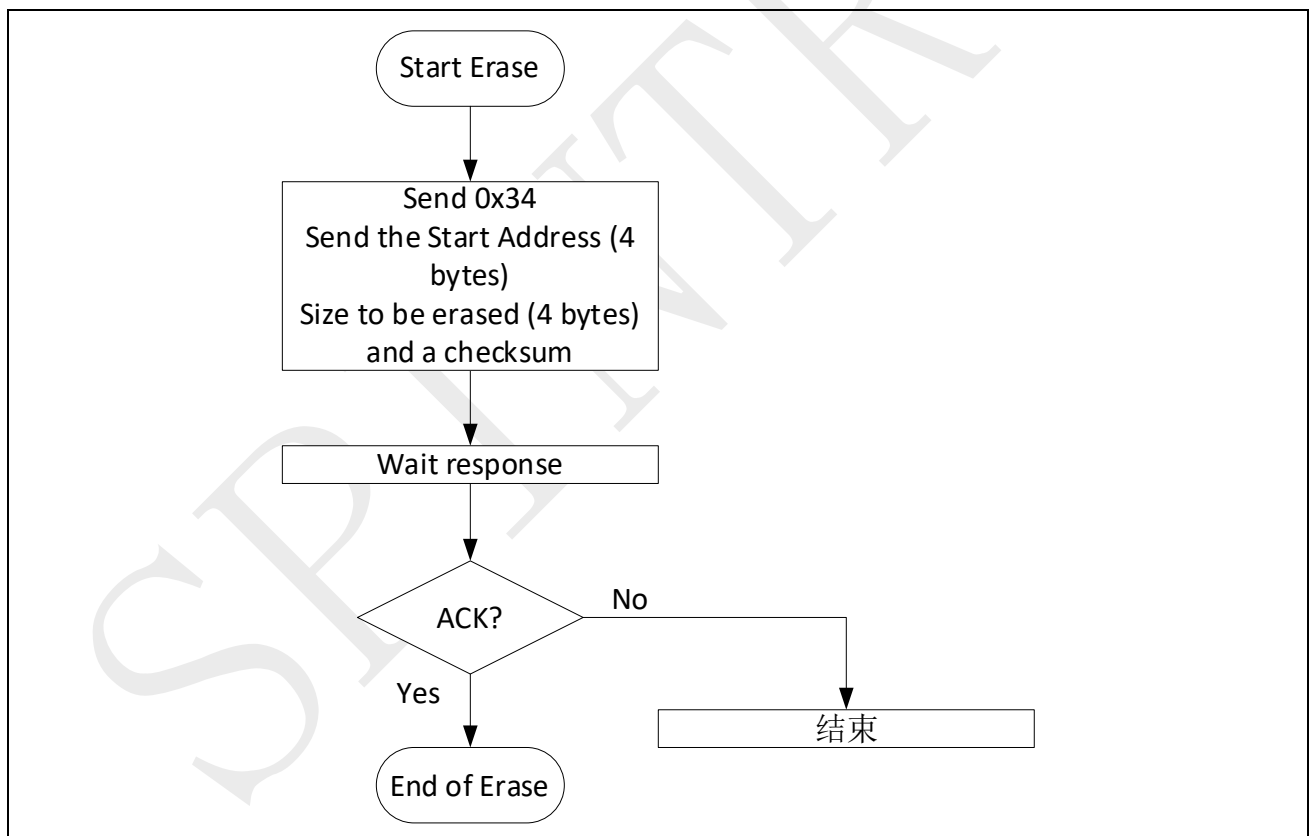 Start Erase
Send 0x34
Send the Start Address (4
bytes)
Size to be erased (4 bytes)
and a checksum
Wait response
ACK?
No
Yes
结束
End of Erase